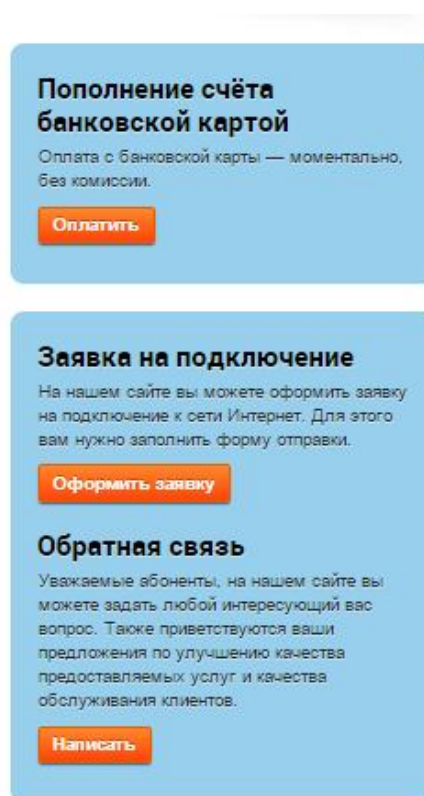 Пополнение счёта
банковской картой
Оплата с банковской карты — моментально,
без комиссии.
Оплатить
Заявка на подключение
На нашем сайте вы можете оформить заявку
на подключение к сети Интернет. Для этого
вам нужно заполнить форму отправки.
Оформить заявку
Обратная связь
Уважаемые абоненты, на нашем сайте вы
можете задать любой интересующий вас
вопрос. Также приветствуются ваши
предложения по улучшению качества
предоставляемых услуг и качества
обслуживания клиентов.
Написать